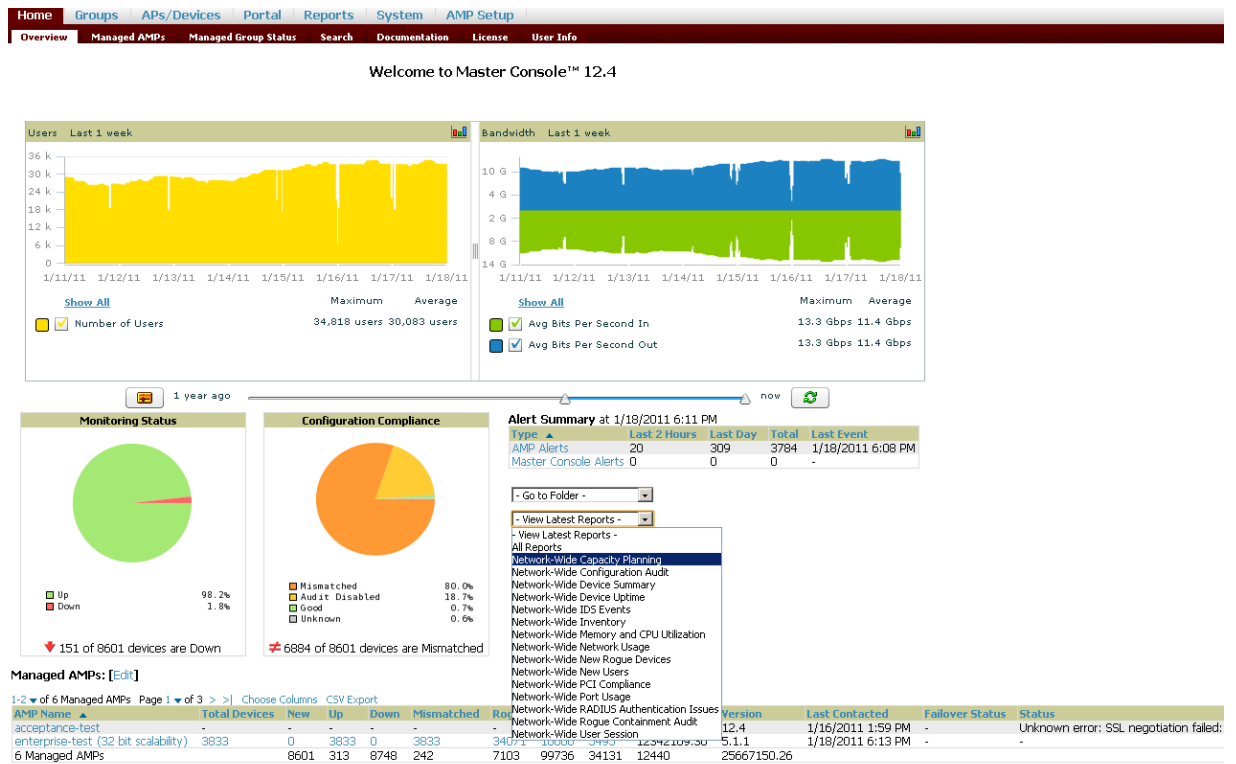 Home Groups APs/Devices Portal Reports System AMP Setup
Overview Managed AMPs Managed Group Status Search Documentation License User Info
Welcome to Master Console™ 12.4
Users Last 1 week
36 k
30 k
24 k
18 k
12 k
6 k
0
1/11/11 1/12/11 1/13/11 1/14/11 1/15/11 1/16/11 1/17/11 1/18/11
Show All Maximum Average
Number of Users 34,818 users 30,083 users
Bandwidth Last 1 week
10 G
4 G
2 G
8 G
14 G
1/11/11 1/12/11 1/13/11 1/14/11 1/15/11 1/16/11 1/17/11 1/18/11
Show All Maximum Average
Avg Bits Per Second In 13.3 Gbps 11.4 Gbps
Avg Bits Per Second Out 13.3 Gbps 11.4 Gbps
1 year ago now
Monitoring Status
Up 98.2%
Down 1.8%
151 of 8601 devices are Down
Configuration Compliance
Mismatched 80.0%
Audit Disabled 18.7%
Good 0.7%
Unknown 0.6%
≠ 6884 of 8601 devices are Mismatched
Alert Summary at 1/18/2011 6:11 PM
Type Last 2 Hours Last Day Total Last Event
AMP Alerts 20 309 3784 1/18/2011 6:08 PM
Master Console Alerts 0 0 0 -
- Go to Folder -
- View Latest Reports -
- View Latest Reports -
All Reports
Network-Wide Capacity Planning
Network-Wide Configuration Audit
Network-Wide Device Summary
Network-Wide Device Uptime
Network-Wide IDS Events
Network-Wide Inventory
Network-Wide Memory and CPU Utilization
Network-Wide Network Usage
Network-Wide New Rogue Devices
Network-Wide New Users
Network-Wide PCI Compliance
Network-Wide Port Usage
Network-Wide RADIUS Authentication Issues
Network-Wide Rogue Containment Audit
Network-Wide User Session
Managed AMPs: [Edit]
1-2 of 6 Managed AMPs Page 1 of 3 > >| Choose Columns CSV Export
AMP Name Total Devices New Up Down Mismatched Version Last Contacted Failover Status Status
acceptance-test - - - - - - 12.4 1/16/2011 1:59 PM - Unknown error: SSL negotiation failed:
enterprise-test (32 bit scalability) 3833 0 3833 0 3833 5.1.1 1/18/2011 6:13 PM - -
6 Managed AMPs 8601 313 8748 242 7103 99736 34131 12440 25667150.26